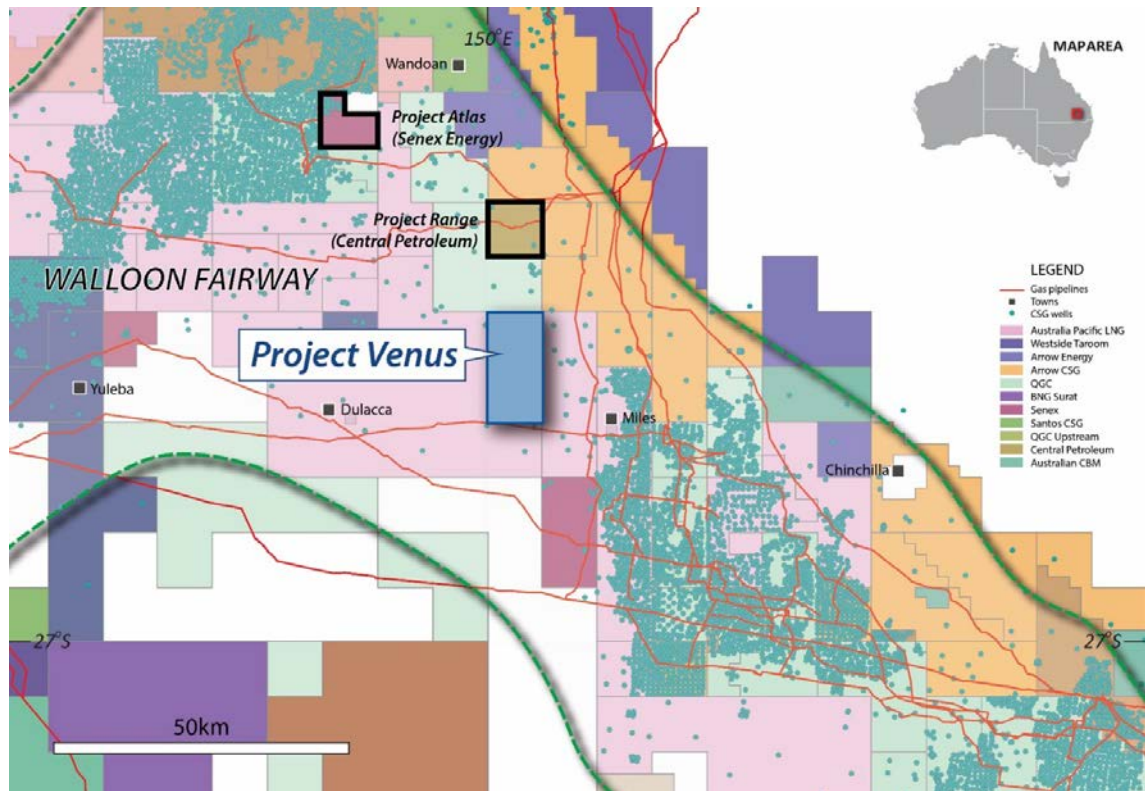 150°E
Wandoan
MAPAREA
Project Atlas
(Senex Energy)
Project Range
(Central Petroleum)
WALLOON FAIRWAY
Project Venus
Yuleba
Dulacca
Miles
Chinchilla
LEGEND
Gas pipelines
Towns
CSG wells
Australia Pacific LNG
Westside Taroom
Arrow Energy
Arrow CSG
QGC
BNG Surat
Senex
Santos CSG
QGC Upstream
Central Petroleum
Australian CBM
27°S
27°S
50km